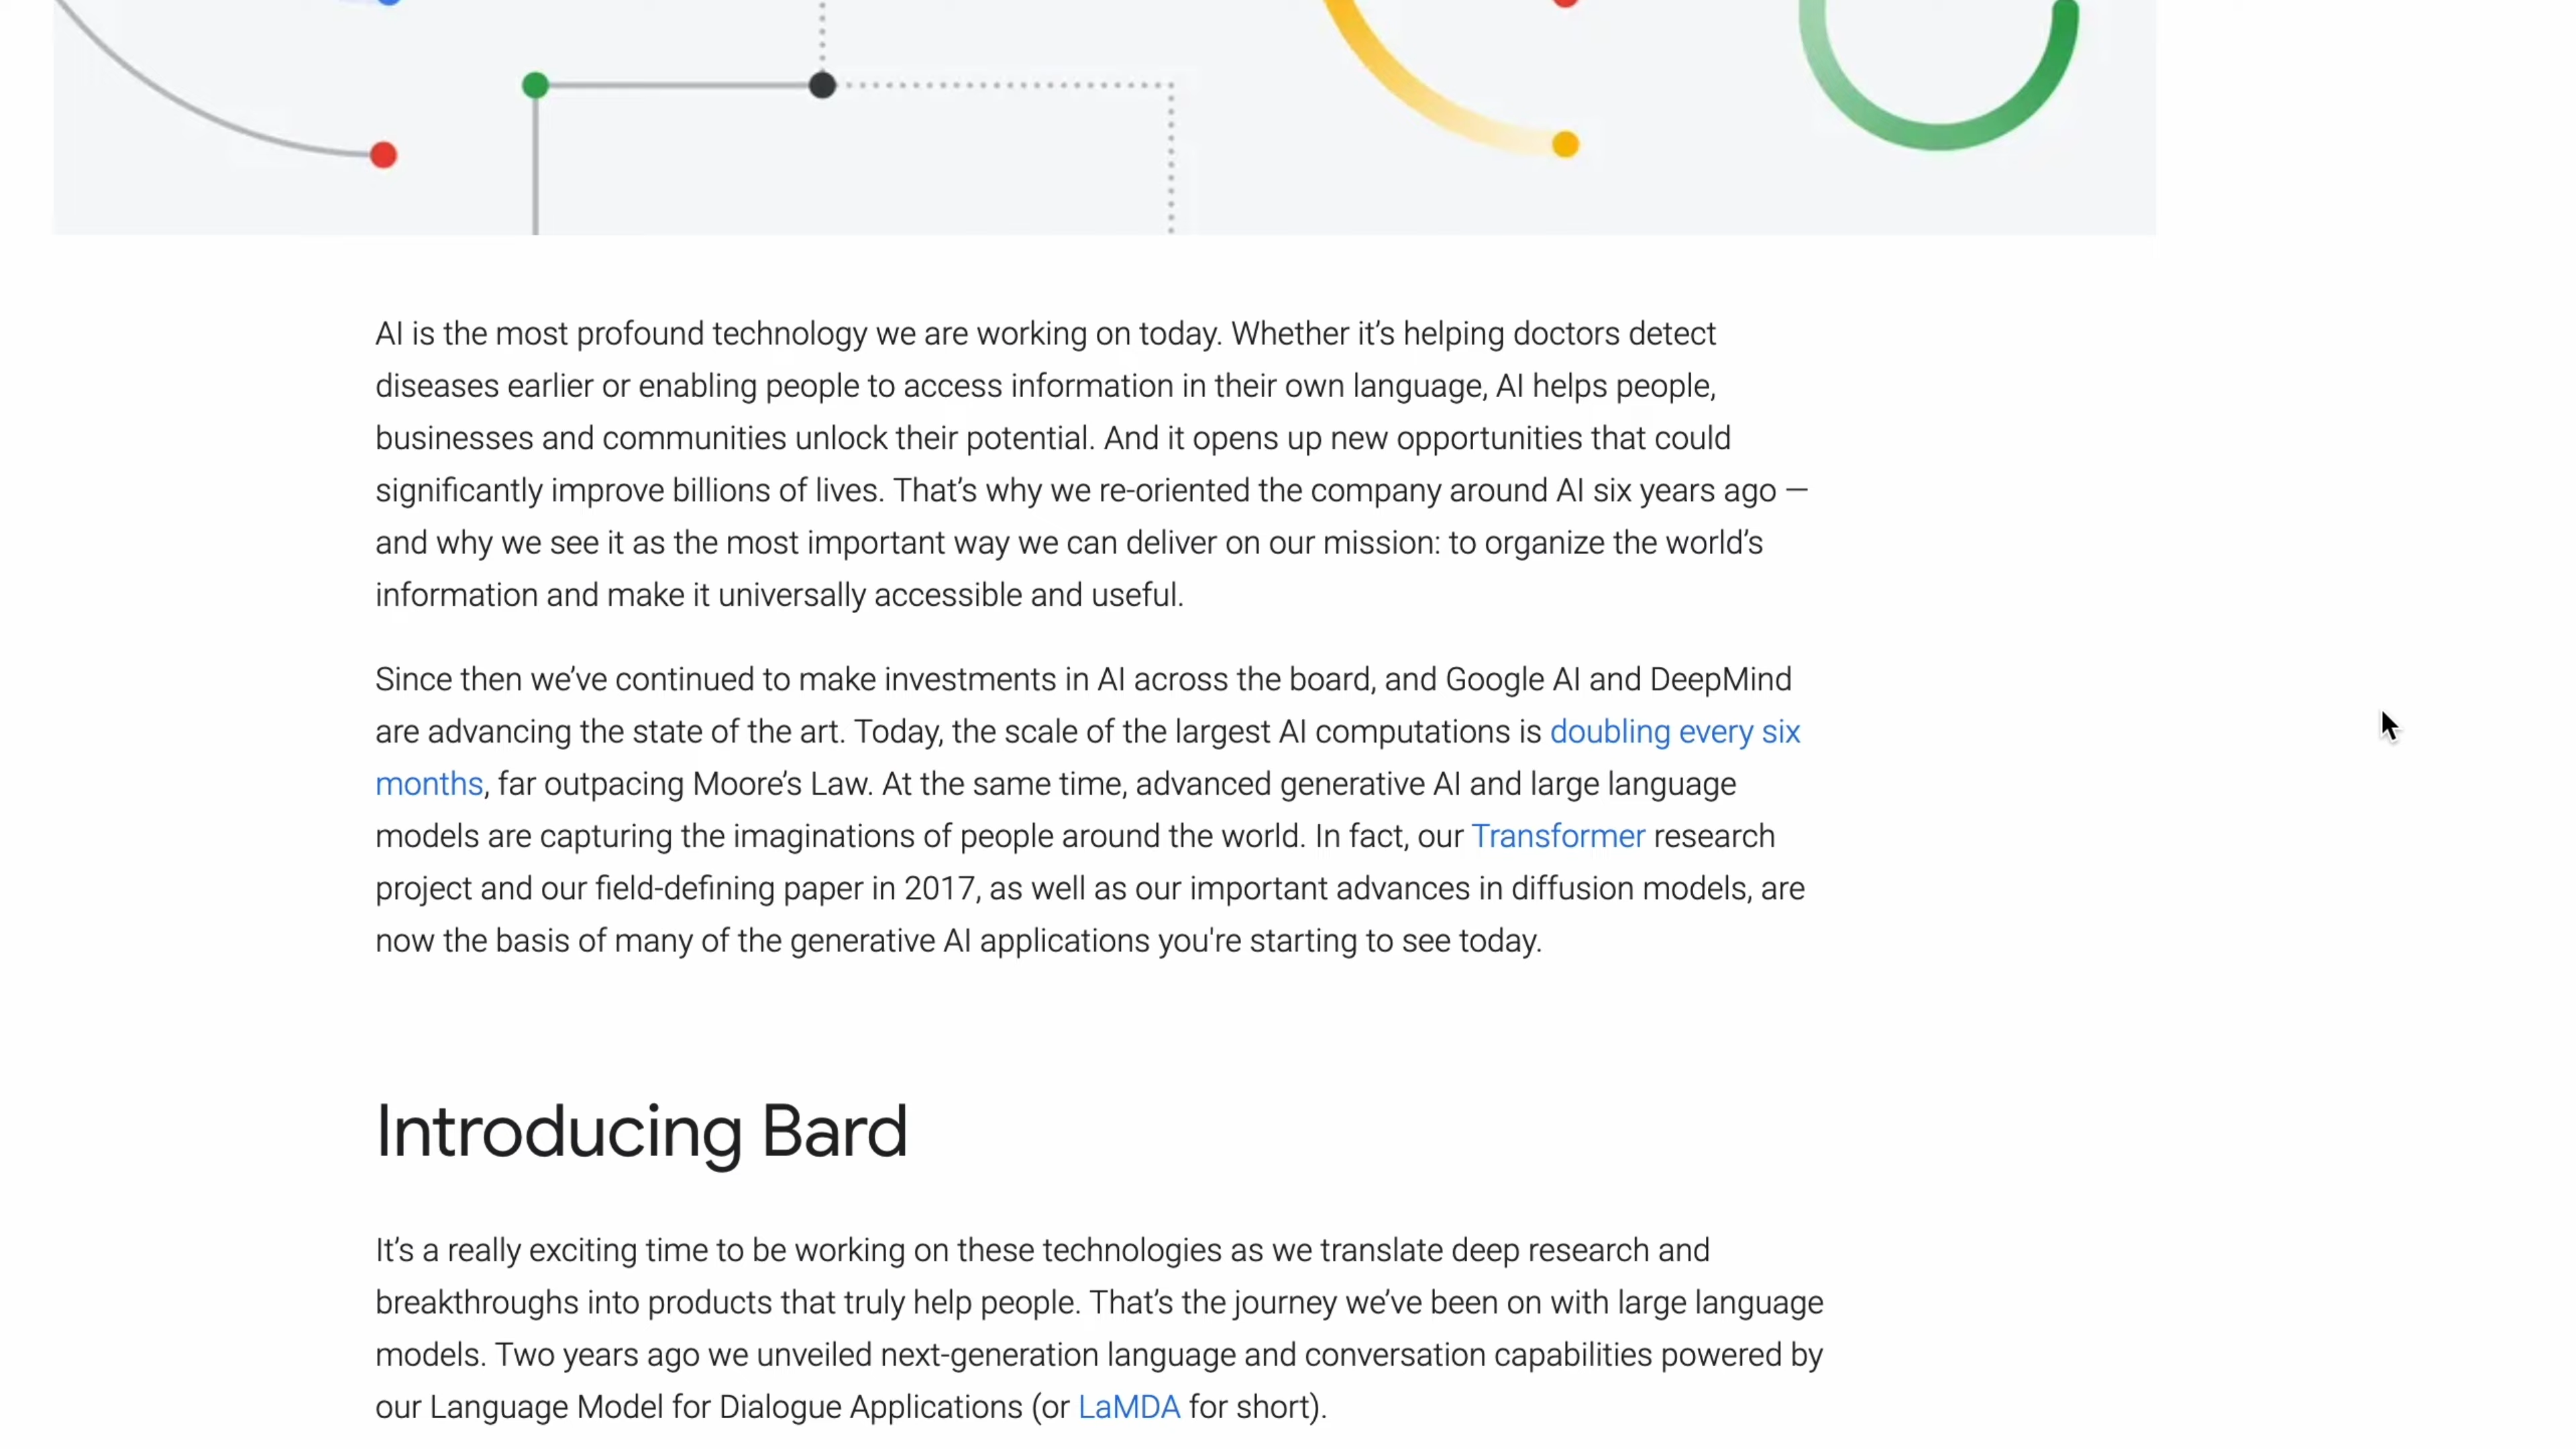 AI is the most profound technology we are working on today. Whether it’s helping doctors detect
diseases earlier or enabling people to access information in their own language, AI helps people,
businesses and communities unlock their potential. And it opens up new opportunities that could
significantly improve billions of lives. That’s why we re-oriented the company around AI six years ago —
and why we see it as the most important way we can deliver on our mission: to organize the world’s
information and make it universally accessible and useful.
Since then we’ve continued to make investments in AI across the board, and Google AI and DeepMind
are advancing the state of the art. Today, the scale of the largest AI computations is doubling every six
months, far outpacing Moore’s Law. At the same time, advanced generative AI and large language
models are capturing the imaginations of people around the world. In fact, our Transformer research
project and our field-defining paper in 2017, as well as our important advances in diffusion models, are
now the basis of many of the generative AI applications you're starting to see today.
Introducing Bard
It’s a really exciting time to be working on these technologies as we translate deep research and
breakthroughs into products that truly help people. That’s the journey we’ve been on with large language
models. Two years ago we unveiled next-generation language and conversation capabilities powered by
our Language Model for Dialogue Applications (or LaMDA for short).